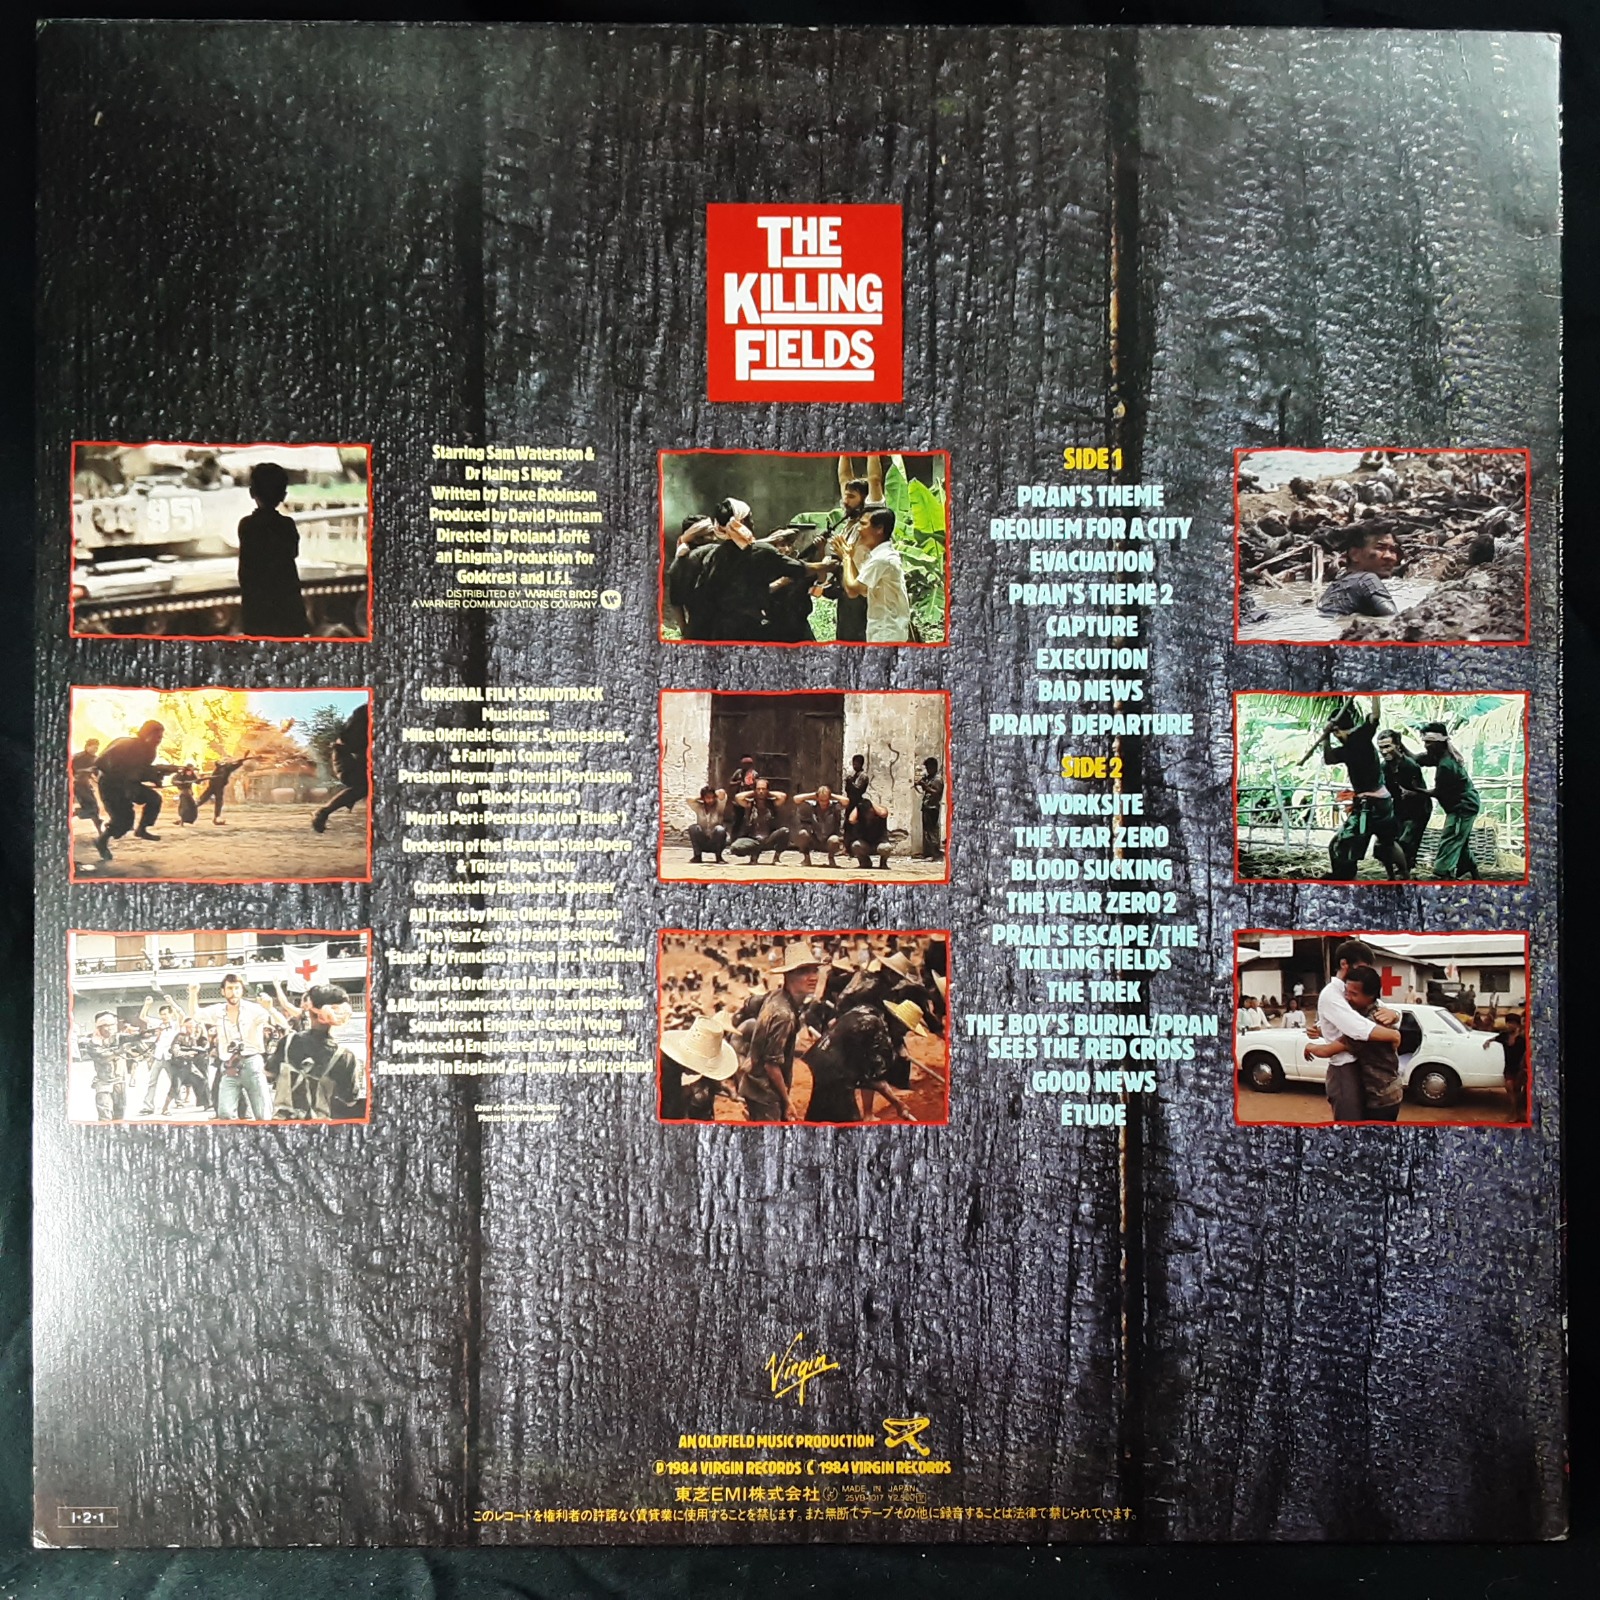 THE
KILLING
FIELDS
951
Starring Sam Waterston &
Dr Haing S Ngor
Written by Bruce Robinson
Produced by David Puttnam
Directed by Roland Joffé
an Enigma Production for
Goldcrest and I.F.I.
DISTRIBUTED BY WARNER BROS
A WARNER COMMUNICATIONS COMPANY
ORIGINAL FILM SOUNDTRACK
Musicians:
Mike Oldfield: Guitars, Synthesisers,
& Fairlight Computer
Preston Heyman: Oriental Percussion
(on 'Blood Sucking')
Morris Pert: Percussion (on 'Etude')
Orchestra of the Bavarian State Opera
& Tölzer Boys Choir
Conducted by Eberhard Schoener
All Tracks by Mike Oldfield, except:
'The Year Zero' by David Bedford,
'Etude' by Francisco Tarrega arr. M. Oldfield
Choral & Orchestral Arrangements,
& Album Soundtrack Editor: David Bedford
Soundtrack Engineer: Geoff Young
Produced & Engineered by Mike Oldfield
Recorded in England, Germany & Switzerland
Photos by David Appleby
SIDE 1
PRAN'S THEME
REQUIEM FOR A CITY
EVACUATION
PRAN'S THEME 2
CAPTURE
EXECUTION
BAD NEWS
PRAN'S DEPARTURE
SIDE 2
WORKSITE
THE YEAR ZERO
BLOOD SUCKING
THE YEAR ZERO 2
PRAN'S ESCAPE/THE
KILLING FIELDS
THE TREK
THE BOY'S BURIAL/PRAN
SEES THE RED CROSS
GOOD NEWS
ETUDE
Virgin
AN OLDFIELD MUSIC PRODUCTION
Ⓟ 1984 VIRGIN RECORDS © 1984 VIRGIN RECORDS
東芝EMI株式会社 MADE IN JAPAN
25VB-1017 ¥2,500
このレコードを権利者の許諾なく賃貸業に使用することを禁じます。また無断でテープその他に録音することは法律で禁じられています。
1・2・1